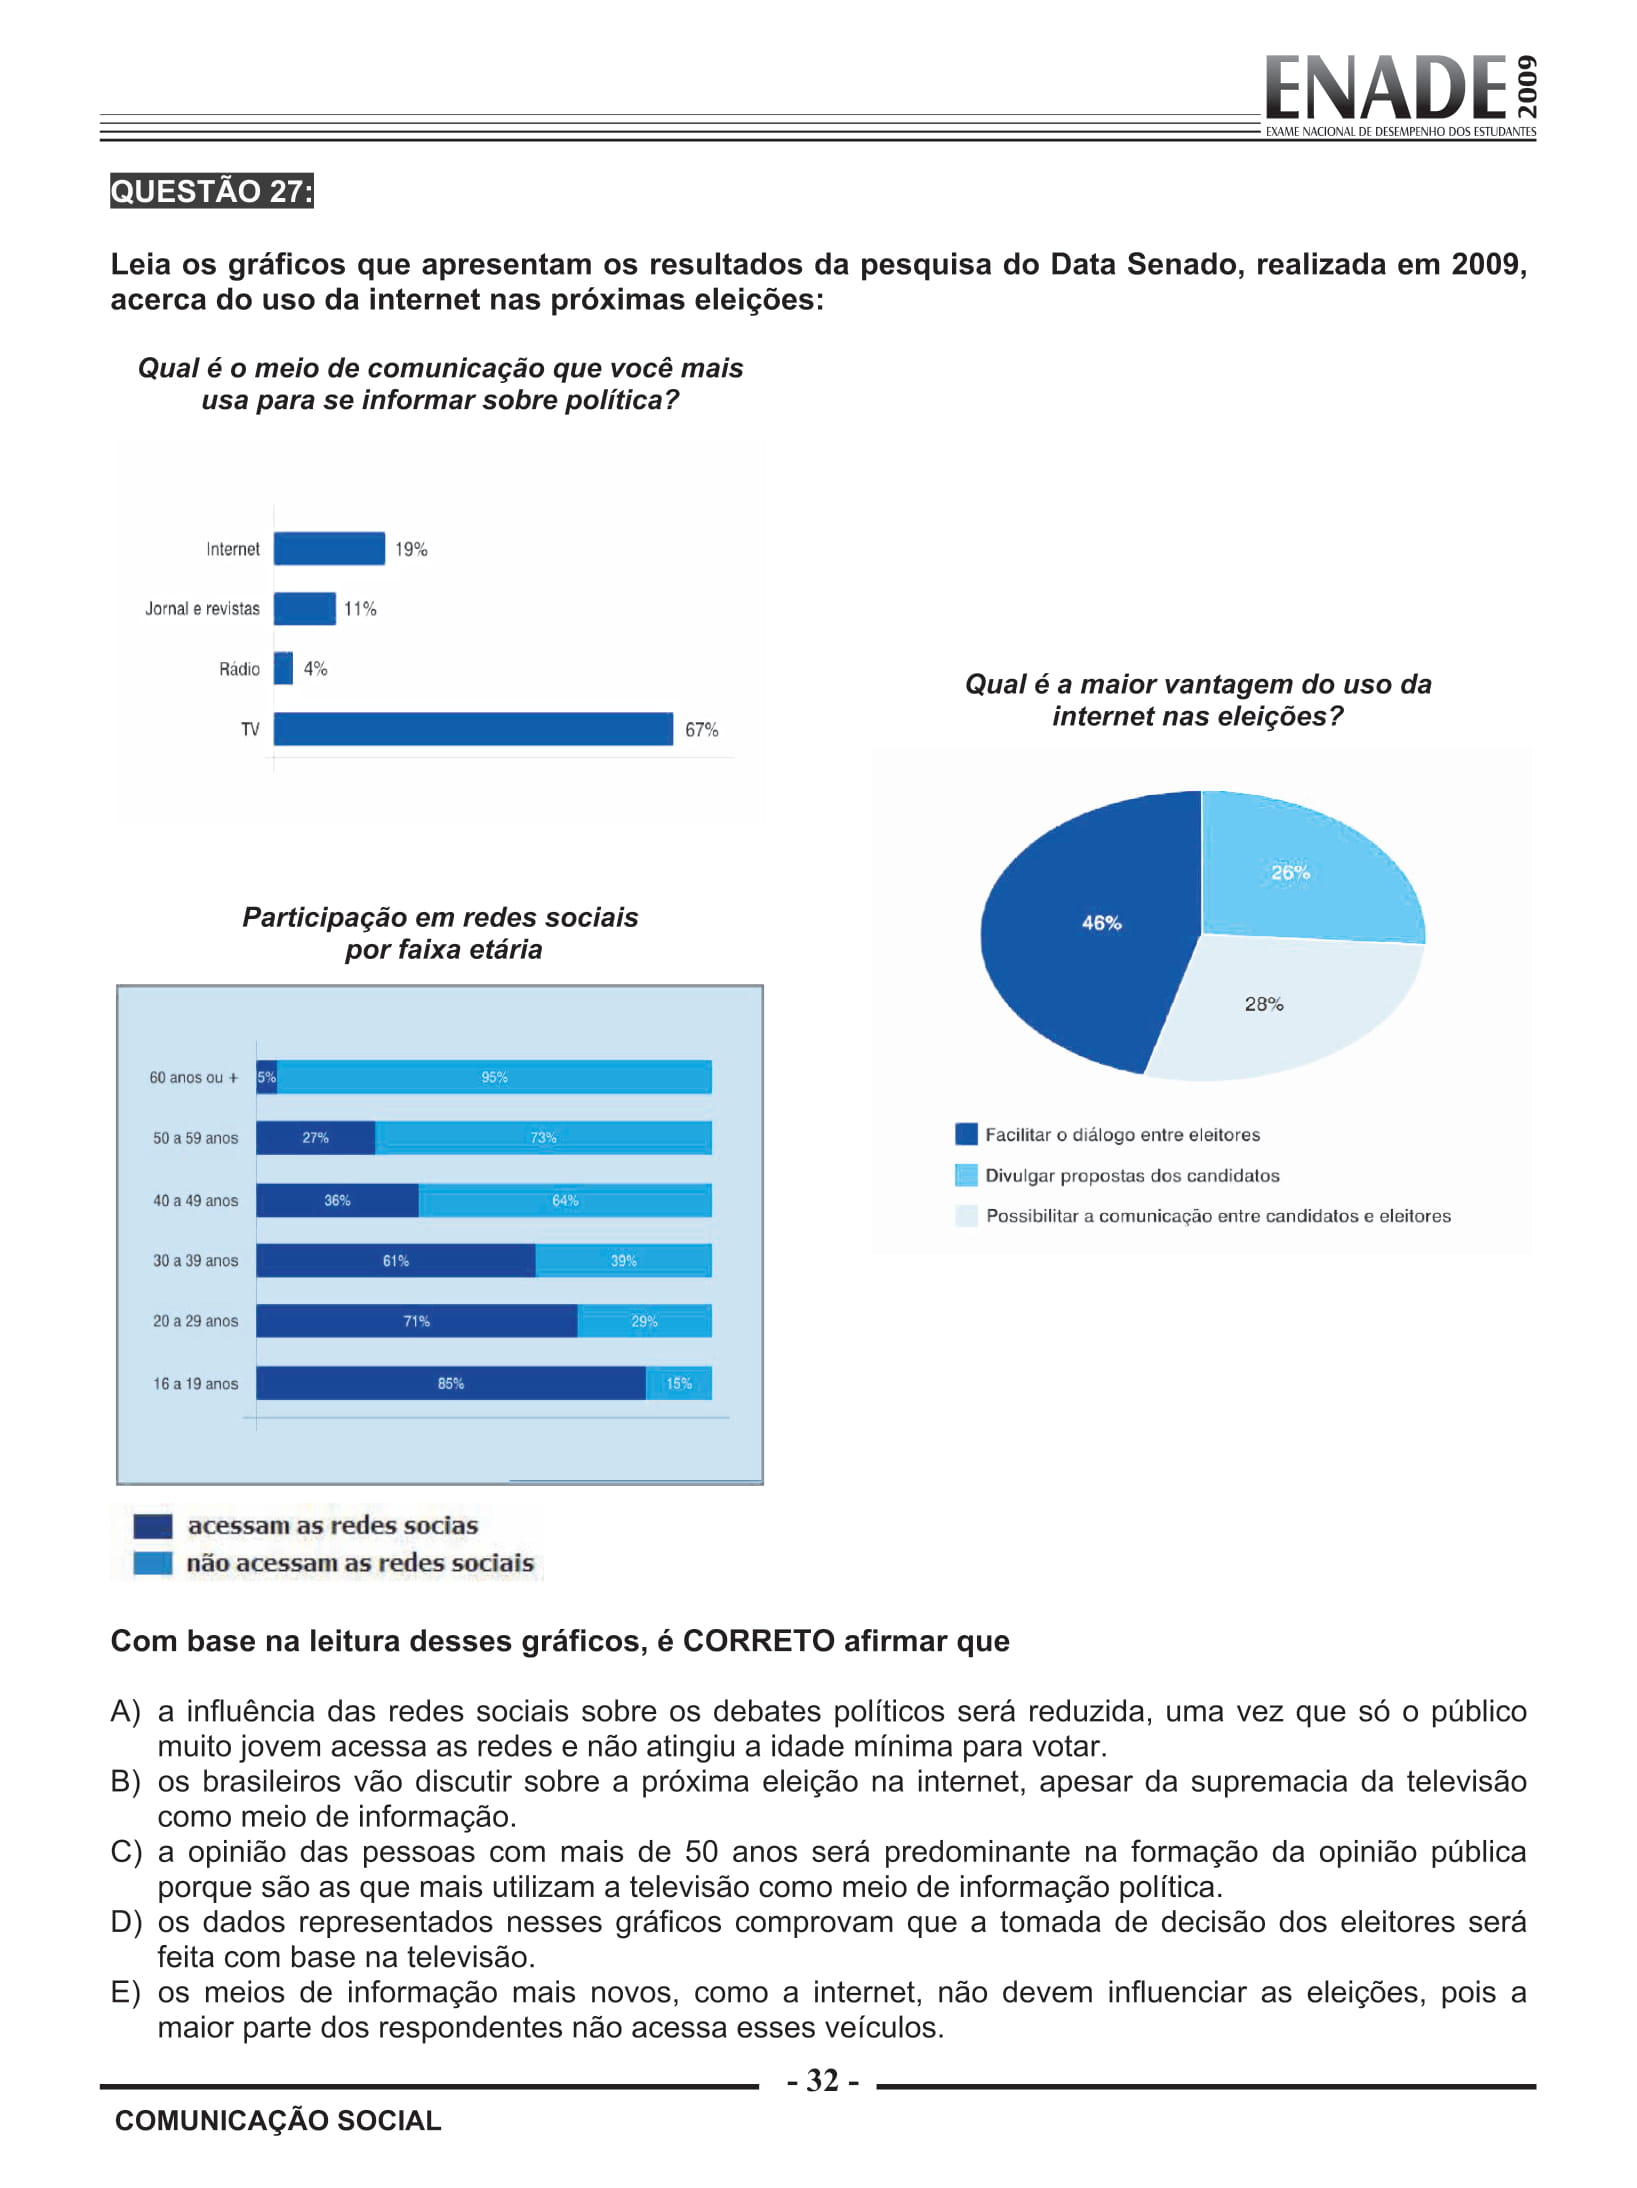 ENADE 2009
EXAME NACIONAL DE DESEMPENHO DOS ESTUDANTES
QUESTÃO 27:
Leia os gráficos que apresentam os resultados da pesquisa do Data Senado, realizada em 2009,
acerca do uso da internet nas próximas eleições:
Qual é o meio de comunicação que você mais
usa para se informar sobre política?
Internet 19%
Jornal e revistas 11%
Rádio 4%
TV 67%
Qual é a maior vantagem do uso da
internet nas eleições?
26%
46%
28%
Facilitar o diálogo entre eleitores
Divulgar propostas dos candidatos
Possibilitar a comunicação entre candidatos e eleitores
Participação em redes sociais
por faixa etária
60 anos ou + 5% 95%
50 a 59 anos 27% 73%
40 a 49 anos 36% 64%
30 a 39 anos 61% 39%
20 a 29 anos 71% 29%
16 a 19 anos 85% 15%
acessam as redes socias
não acessam as redes sociais
Com base na leitura desses gráficos, é CORRETO afirmar que
A) a influência das redes sociais sobre os debates políticos será reduzida, uma vez que só o público
muito jovem acessa as redes e não atingiu a idade mínima para votar.
B) os brasileiros vão discutir sobre a próxima eleição na internet, apesar da supremacia da televisão
como meio de informação.
C) a opinião das pessoas com mais de 50 anos será predominante na formação da opinião pública
porque são as que mais utilizam a televisão como meio de informação política.
D) os dados representados nesses gráficos comprovam que a tomada de decisão dos eleitores será
feita com base na televisão.
E) os meios de informação mais novos, como a internet, não devem influenciar as eleições, pois a
maior parte dos respondentes não acessa esses veículos.
- 32 -
COMUNICAÇÃO SOCIAL